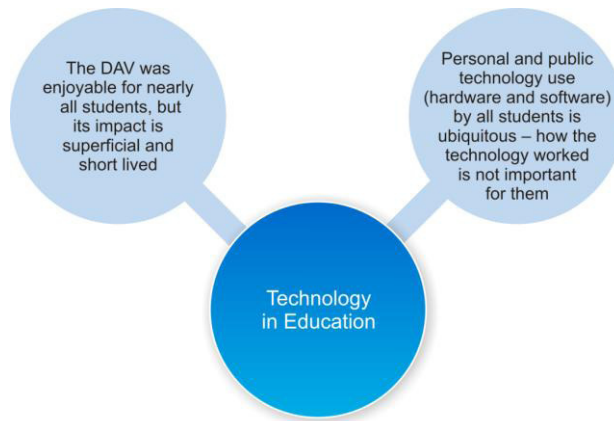 The DAV was
enjoyable for nearly
all students, but
its impact is
superficial and
short lived
Personal and public
technology use
(hardware and software)
by all students is
ubiquitous – how the
technology worked
is not important
for them
Technology
in Education